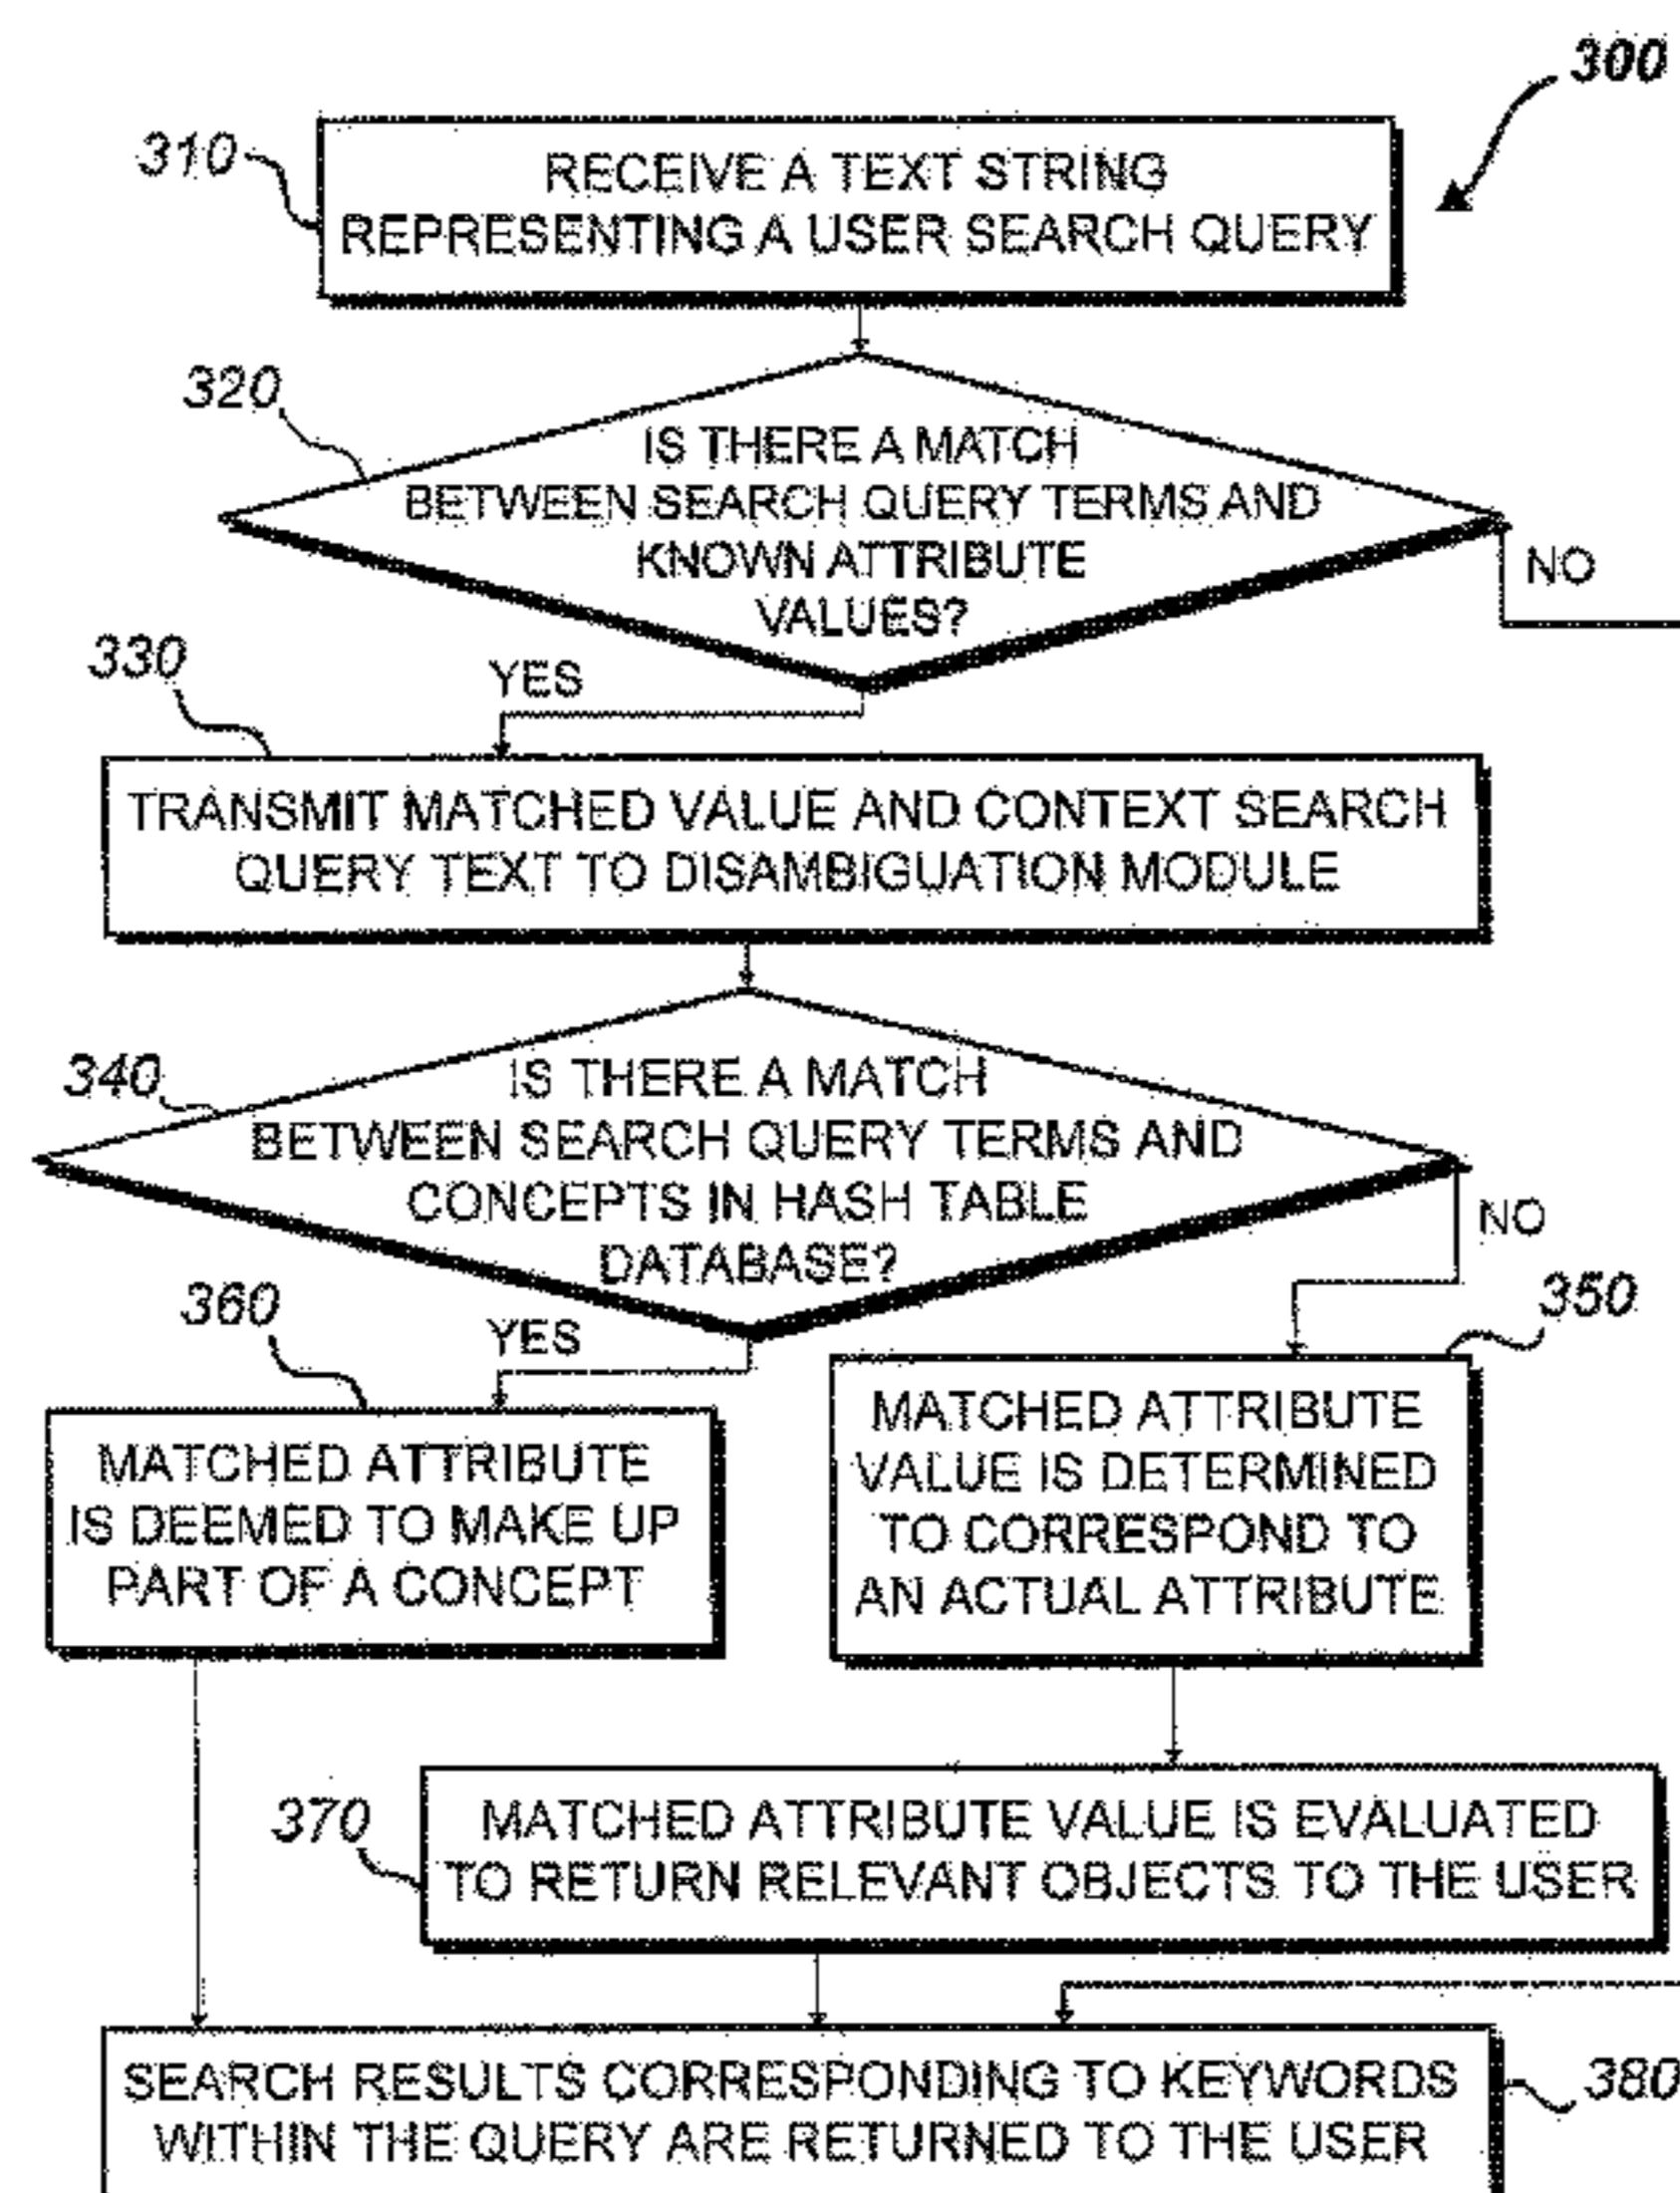 300
310
RECEIVE A TEXT STRING
REPRESENTING A USER SEARCH QUERY
320
IS THERE A MATCH
BETWEEN SEARCH QUERY TERMS AND
KNOWN ATTRIBUTE
VALUES?
NO
330
YES
TRANSMIT MATCHED VALUE AND CONTEXT SEARCH
QUERY TEXT TO DISAMBIGUATION MODULE
340
IS THERE A MATCH
BETWEEN SEARCH QUERY TERMS AND
CONCEPTS IN HASH TABLE
DATABASE?
NO
360
YES
350
MATCHED ATTRIBUTE
IS DEEMED TO MAKE UP
PART OF A CONCEPT
MATCHED ATTRIBUTE
VALUE IS DETERMINED
TO CORRESPOND TO
AN ACTUAL ATTRIBUTE
370
MATCHED ATTRIBUTE VALUE IS EVALUATED
TO RETURN RELEVANT OBJECTS TO THE USER
SEARCH RESULTS CORRESPONDING TO KEYWORDS
WITHIN THE QUERY ARE RETURNED TO THE USER
380